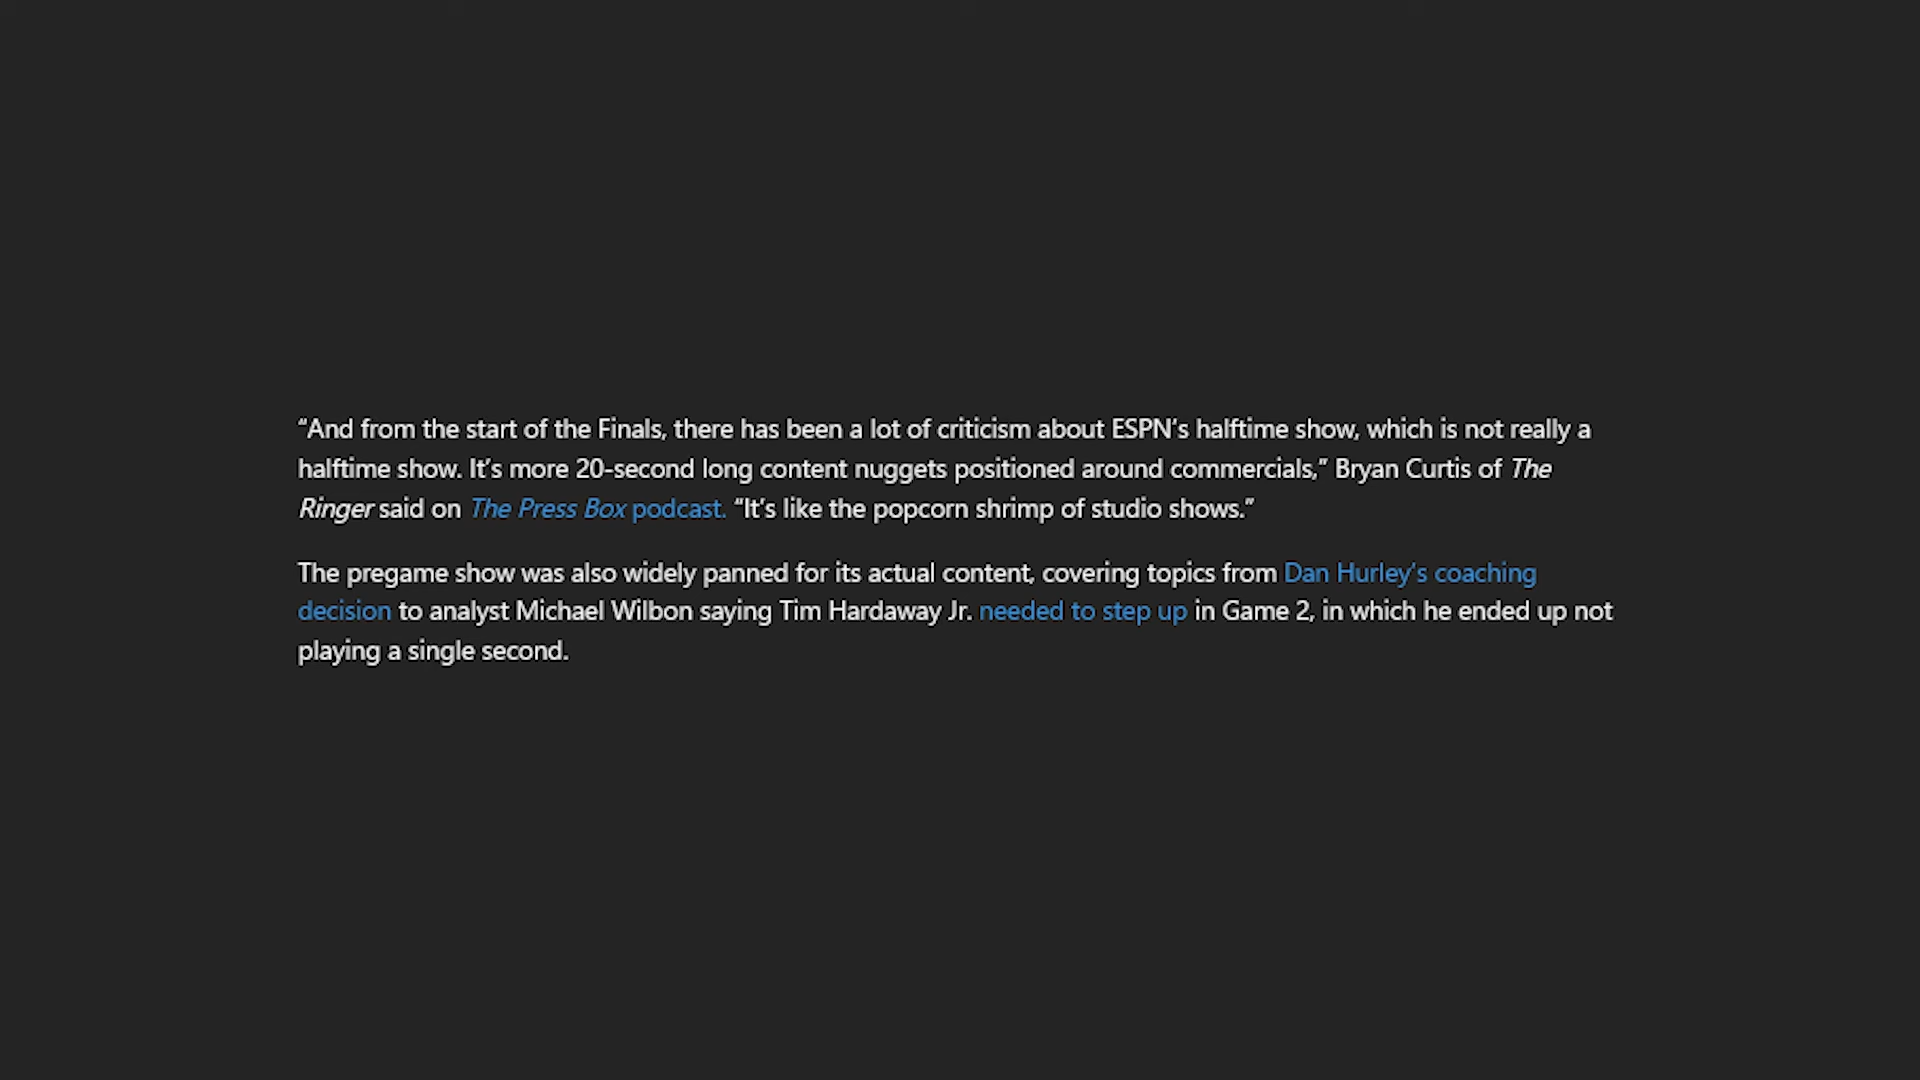 “And from the start of the Finals, there has been a lot of criticism about ESPN’s halftime show, which is not really a
halftime show. It’s more 20-second long content nuggets positioned around commercials,” Bryan Curtis of The
Ringer said on The Press Box podcast. “It’s like the popcorn shrimp of studio shows.”
The pregame show was also widely panned for its actual content, covering topics from Dan Hurley’s coaching
decision to analyst Michael Wilbon saying Tim Hardaway Jr. needed to step up in Game 2, in which he ended up not
playing a single second.